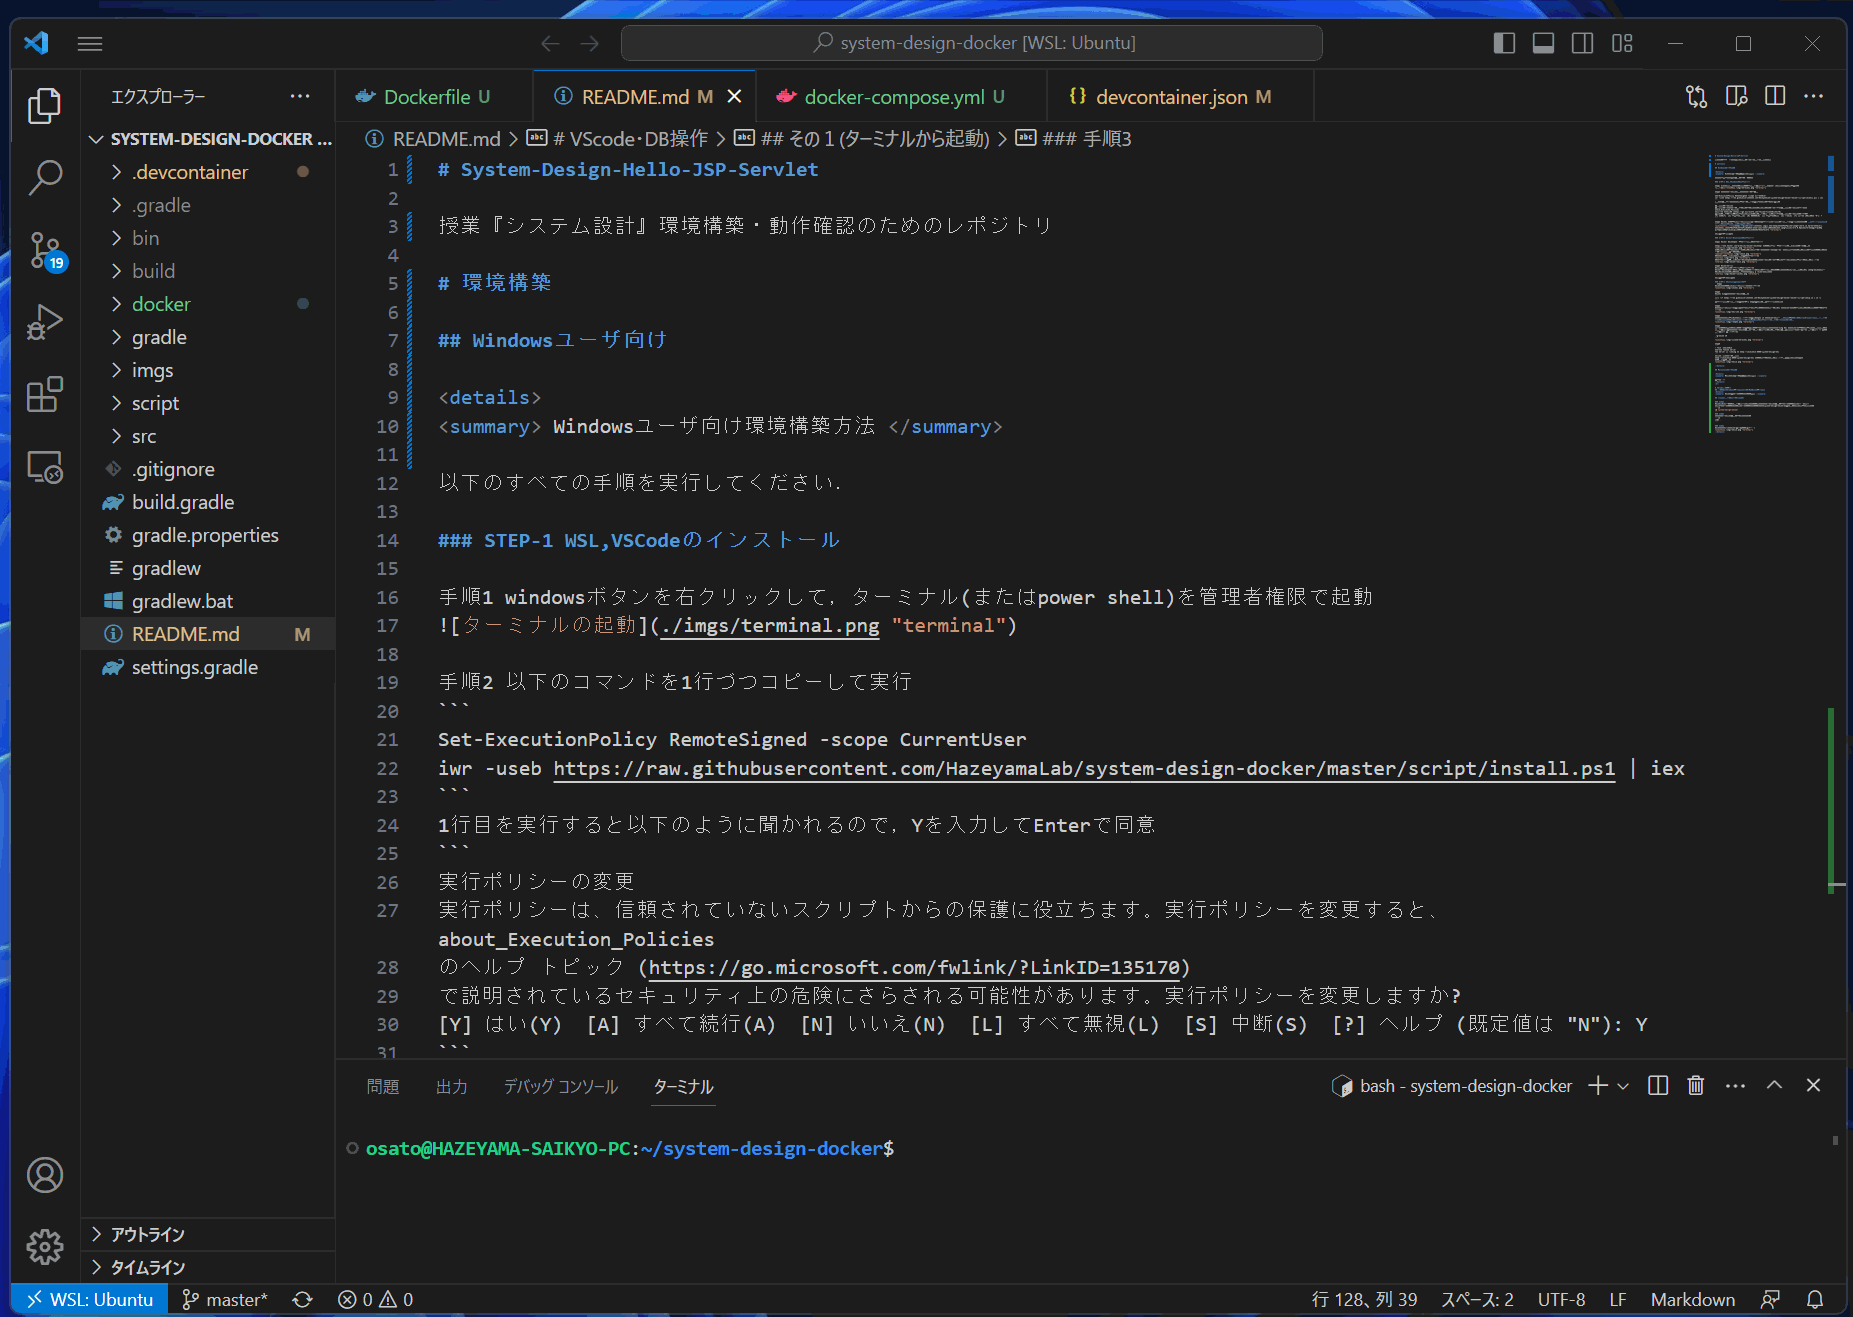 system-design-docker [WSL: Ubuntu]
エクスプローラー
Dockerfile U
README.md M
docker-compose.yml U
devcontainer.json M
SYSTEM-DESIGN-DOCKER ...
README.md > # VScode・DB操作 > ## その１(ターミナルから起動) > ### 手順3
.devcontainer
.gradle
bin
build
docker
gradle
imgs
script
src
.gitignore
build.gradle
gradle.properties
gradlew
gradlew.bat
README.md M
settings.gradle
19
1 # System-Design-Hello-JSP-Servlet
2
3 授業『システム設計』環境構築・動作確認のためのレポジトリ
4
5 # 環境構築
6
7 ## Windowsユーザ向け
8
9 <details>
10 <summary> Windowsユーザ向け環境構築方法 </summary>
11
12 以下のすべての手順を実行してください．
13
14 ### STEP-1 WSL,VSCodeのインストール
15
16 手順1 windowsボタンを右クリックして，ターミナル(またはpower shell)を管理者権限で起動
17 ![ターミナルの起動](./imgs/terminal.png "terminal")
18
19 手順2 以下のコマンドを1行づつコピーして実行
20 ```
21 Set-ExecutionPolicy RemoteSigned -scope CurrentUser
22 iwr -useb https://raw.githubusercontent.com/HazeyamaLab/system-design-docker/master/script/install.ps1 | iex
23 ```
24 1行目を実行すると以下のように聞かれるので，Yを入力してEnterで同意
25 ```
26 実行ポリシーの変更
27 実行ポリシーは、信頼されていないスクリプトからの保護に役立ちます。実行ポリシーを変更すると、
about_Execution_Policies
28 のヘルプ トピック (https://go.microsoft.com/fwlink/?LinkID=135170)
29 で説明されているセキュリティ上の危険にさらされる可能性があります。実行ポリシーを変更しますか?
30 [Y] はい(Y)  [A] すべて続行(A)  [N] いいえ(N)  [L] すべて無視(L)  [S] 中断(S)  [?] ヘルプ (既定値は "N"): Y
31 ```
問題
出力
デバッグ コンソール
ターミナル
bash - system-design-docker
osato@HAZEYAMA-SAIKYO-PC:~/system-design-docker$
アウトライン
タイムライン
WSL: Ubuntu
master*
0
0
行 128、列 39
スペース: 2
UTF-8
LF
Markdown